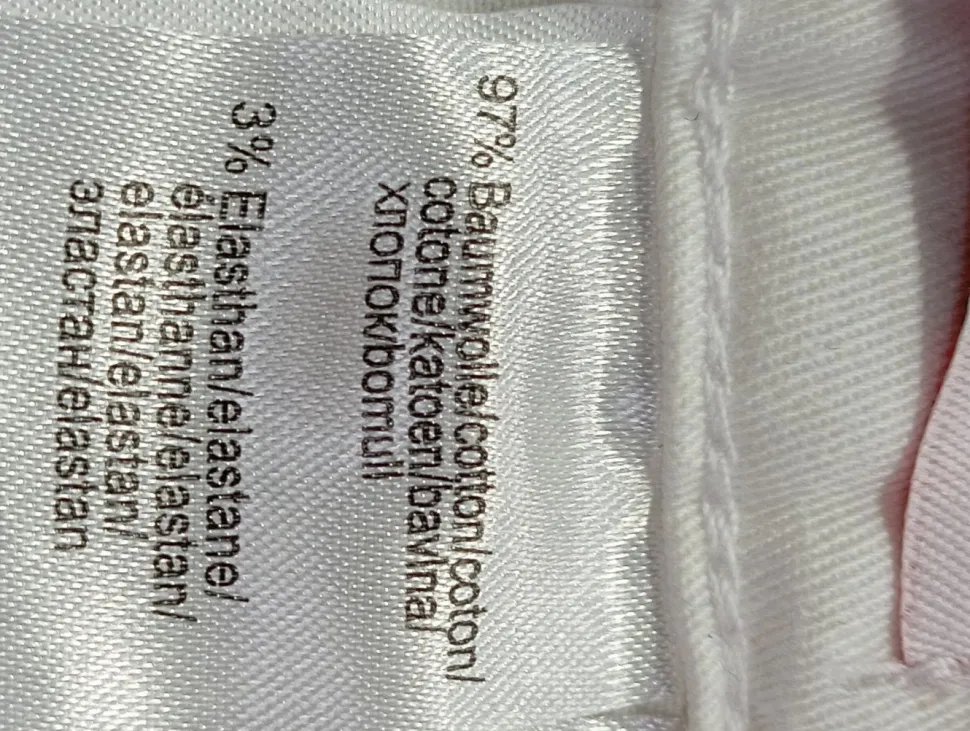 97% Baumwolle/cotton/coton/
cotone/katoen/bavlna/
хлопок/bomull
3% Elasthan/elastane/
élasthanne/elastan/
elastan/elastan/
эластан/elastan